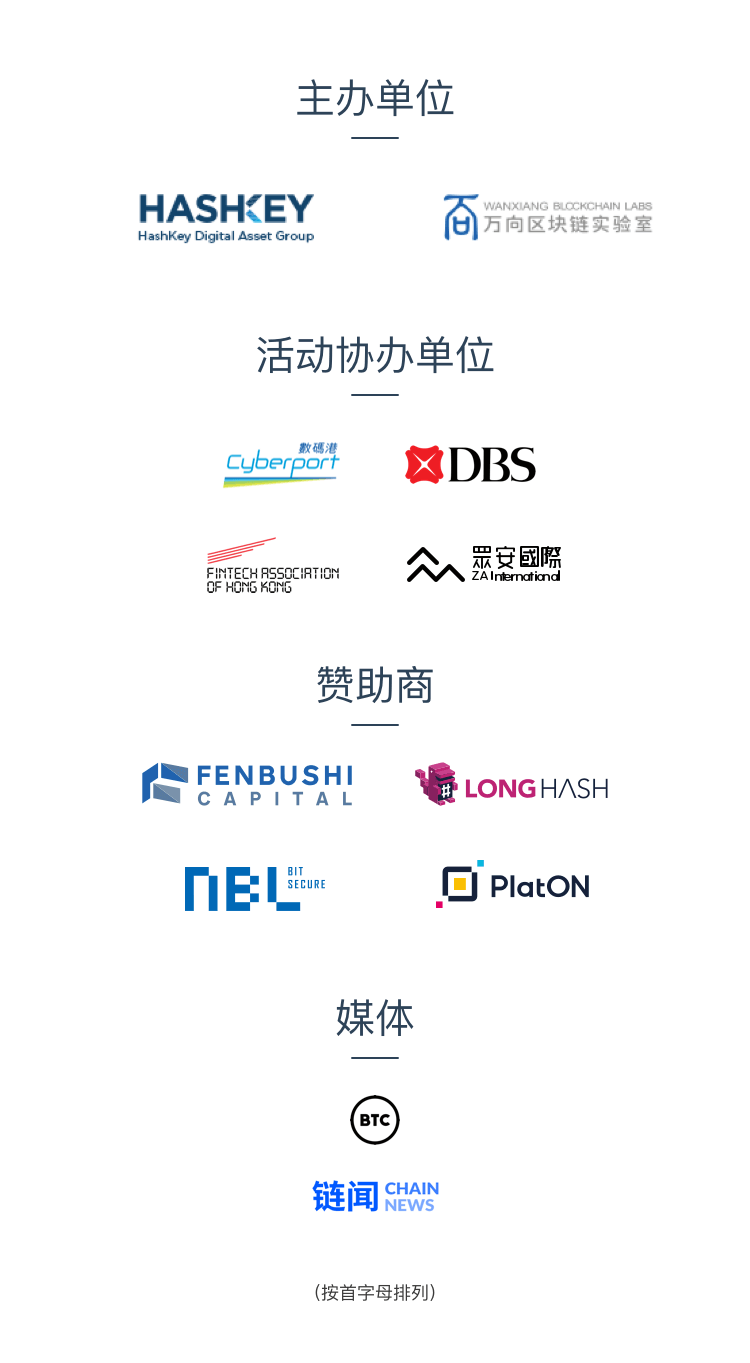 主办单位
HASHKEY
HashKey Digital Asset Group
WANXIANG BLOCKCHAIN LABS
万向区块链实验室
活动协办单位
數碼港
Cyberport
DBS
FINTECH ASSOCIATION
OF HONG KONG
眾安國際
ZA International
赞助商
FENBUSHI
CAPITAL
LONGHASH
NBL
BIT
SECURE
PlatON
媒体
BTC
链闻
CHAIN
NEWS
（按首字母排列）